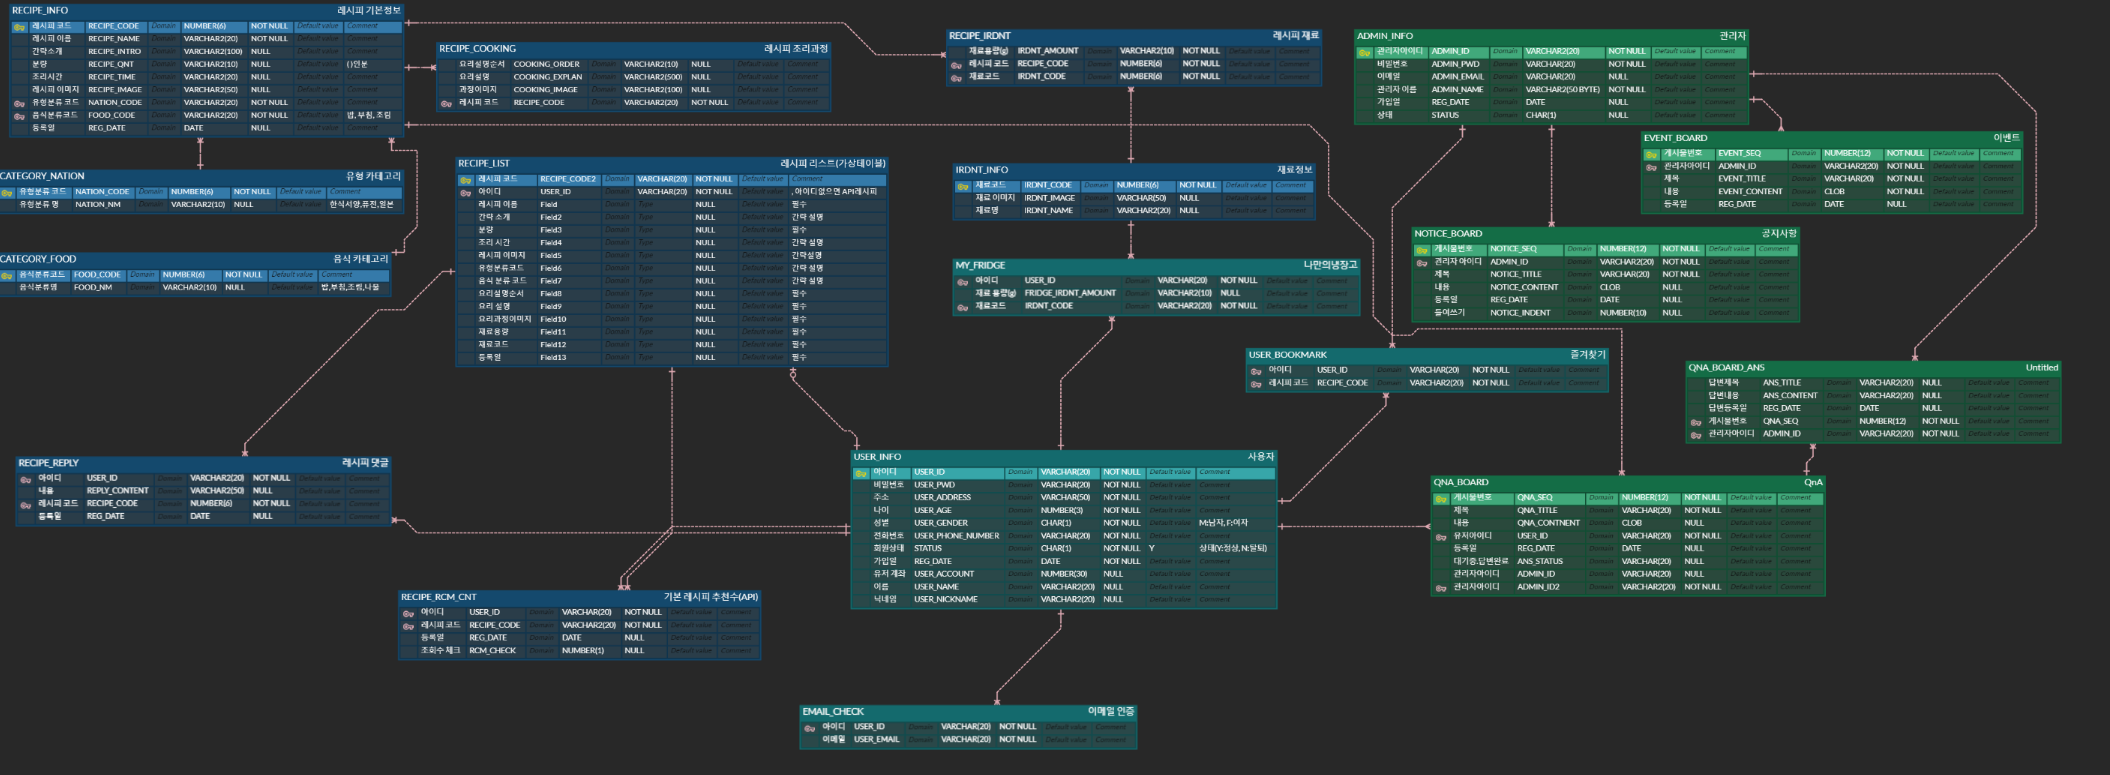 RECIPE_INFO 레시피 기본정보
레시피 코드 RECIPE_CODE Domain NUMBER(6) NOT NULL Default value Comment
레시피 이름 RECIPE_NAME Domain VARCHAR2(20) NOT NULL Default value Comment
간략소개 RECIPE_INTRO Domain VARCHAR2(100) NULL Default value Comment
분량 RECIPE_QNT Domain VARCHAR2(10) NULL Default value ()인분
조리시간 RECIPE_TIME Domain VARCHAR2(20) NULL Default value Comment
레시피 이미지 RECIPE_IMAGE Domain VARCHAR2(50) NULL Default value Comment
유형분류 코드 NATION_CODE Domain VARCHAR2(20) NOT NULL Default value Comment
음식분류코드 FOOD_CODE Domain VARCHAR2(20) NOT NULL Default value 밥, 부침, 조림
등록일 REG_DATE Domain DATE NULL Default value Comment
RECIPE_COOKING 레시피 조리과정
요리설명순서 COOKING_ORDER Domain VARCHAR2(10) NULL Default value Comment
요리설명 COOKING_EXPLAN Domain VARCHAR2(500) NULL Default value Comment
과정이미지 COOKING_IMAGE Domain VARCHAR2(100) NULL Default value Comment
레시피 코드 RECIPE_CODE Domain VARCHAR2(20) NOT NULL Default value Comment
RECIPE_IRDNT 레시피 재료
재료용량(g) IRDNT_AMOUNT Domain VARCHAR2(10) NOT NULL Default value Comment
레시피 코드 RECIPE_CODE Domain NUMBER(6) NOT NULL Default value Comment
재료코드 IRDNT_CODE Domain NUMBER(6) NOT NULL Default value Comment
ADMIN_INFO 관리자
관리자아이디 ADMIN_ID Domain VARCHAR2(20) NOT NULL Default value Comment
비밀번호 ADMIN_PWD Domain VARCHAR(20) NOT NULL Default value Comment
이메일 ADMIN_EMAIL Domain VARCHAR(20) NULL Default value Comment
관리자 이름 ADMIN_NAME Domain VARCHAR2(50 BYTE) NOT NULL Default value Comment
가입일 REG_DATE Domain DATE NULL Default value Comment
상태 STATUS Domain CHAR(1) NULL Default value Comment
EVENT_BOARD 이벤트
게시물번호 EVENT_SEQ Domain NUMBER(12) NOT NULL Default value Comment
관리자아이디 ADMIN_ID Domain VARCHAR2(20) NOT NULL Default value Comment
제목 EVENT_TITLE Domain VARCHAR(20) NOT NULL Default value Comment
내용 EVENT_CONTENT Domain CLOB NOT NULL Default value Comment
등록일 REG_DATE Domain DATE NULL Default value Comment
CATEGORY_NATION 유형 카테고리
유형분류 코드 NATION_CODE Domain NUMBER(6) NOT NULL Default value Comment
유형분류 명 NATION_NM Domain VARCHAR2(10) NULL Default value 한식서양,퓨전,일본
CATEGORY_FOOD 음식 카테고리
음식분류코드 FOOD_CODE Domain NUMBER(6) NOT NULL Default value Comment
음식분류명 FOOD_NM Domain VARCHAR2(10) NULL Default value 밥,부침,조림,나물
RECIPE_LIST 레시피 리스트(가상테이블)
레시피 코드 RECIPE_CODE2 Domain VARCHAR(20) NOT NULL Default value Comment
아이디 USER_ID Domain VARCHAR(20) NOT NULL Default value , 아이디없으면 API레시피
레시피 이름 Field Domain Type NULL Default value 필수
간략 소개 Field2 Domain Type NULL Default value 간략 설명
분량 Field3 Domain Type NULL Default value 필수
조리 시간 Field4 Domain Type NULL Default value 간략 설명
레시피 이미지 Field5 Domain Type NULL Default value 간략설명
유형분류코드 Field6 Domain Type NULL Default value 간략 설명
음식 분류 코드 Field7 Domain Type NULL Default value 간략 설명
요리설명순서 Field8 Domain Type NULL Default value 필수
요리 설명 Field9 Domain Type NULL Default value 필수
요리과정이미지 Field10 Domain Type NULL Default value 필수
재료용량 Field11 Domain Type NULL Default value 필수
재료코드 Field12 Domain Type NULL Default value 필수
등록일 Field13 Domain Type NULL Default value 필수
IRDNT_INFO 재료정보
재료코드 IRDNT_CODE Domain NUMBER(6) NOT NULL Default value Comment
재료 이미지 IRDNT_IMAGE Domain VARCHAR(50) NULL Default value Comment
재료명 IRDNT_NAME Domain VARCHAR2(20) NULL Default value Comment
MY_FRIDGE 나만의냉장고
아이디 USER_ID Domain VARCHAR(20) NOT NULL Default value Comment
재료 용량(g) FRIDGE_IRDNT_AMOUNT Domain VARCHAR2(10) NULL Default value Comment
재료코드 IRDNT_CODE Domain VARCHAR2(20) NOT NULL Default value Comment
NOTICE_BOARD 공지사항
게시물번호 NOTICE_SEQ Domain NUMBER(12) NOT NULL Default value Comment
관리자 아이디 ADMIN_ID Domain VARCHAR2(20) NOT NULL Default value Comment
제목 NOTICE_TITLE Domain VARCHAR(20) NOT NULL Default value Comment
내용 NOTICE_CONTENT Domain CLOB NULL Default value Comment
등록일 REG_DATE Domain DATE NULL Default value Comment
들여쓰기 NOTICE_INDENT Domain NUMBER(10) NULL Default value Comment
USER_BOOKMARK 즐겨찾기
아이디 USER_ID Domain VARCHAR(20) NOT NULL Default value Comment
레시피 코드 RECIPE_CODE Domain VARCHAR2(20) NOT NULL Default value Comment
QNA_BOARD_ANS Untitled
답변제목 ANS_TITLE Domain VARCHAR2(20) NULL Default value Comment
답변내용 ANS_CONTENT Domain VARCHAR2(20) NULL Default value Comment
답변등록일 REG_DATE Domain DATE NULL Default value Comment
게시물번호 QNA_SEQ Domain NUMBER(12) NOT NULL Default value Comment
관리자아이디 ADMIN_ID Domain VARCHAR2(20) NOT NULL Default value Comment
RECIPE_REPLY 레시피 댓글
아이디 USER_ID Domain VARCHAR2(20) NOT NULL Default value Comment
내용 REPLY_CONTENT Domain VARCHAR2(50) NULL Default value Comment
레시피 코드 RECIPE_CODE Domain NUMBER(6) NOT NULL Default value Comment
등록일 REG_DATE Domain DATE NULL Default value Comment
USER_INFO 사용자
아이디 USER_ID Domain VARCHAR(20) NOT NULL Default value Comment
비밀번호 USER_PWD Domain VARCHAR(20) NOT NULL Default value Comment
주소 USER_ADDRESS Domain VARCHAR(50) NOT NULL Default value Comment
나이 USER_AGE Domain NUMBER(3) NOT NULL Default value Comment
성별 USER_GENDER Domain CHAR(1) NOT NULL Default value M:남자, F:여자
전화번호 USER_PHONE_NUMBER Domain VARCHAR(20) NOT NULL Default value Comment
회원상태 STATUS Domain CHAR(1) NOT NULL Y 상태(Y:정상, N:탈퇴)
가입일 REG_DATE Domain DATE NOT NULL Default value Comment
유저 계좌 USER_ACCOUNT Domain NUMBER(30) NULL Default value Comment
이름 USER_NAME Domain VARCHAR2(20) NULL Default value Comment
닉네임 USER_NICKNAME Domain VARCHAR2(20) NULL Default value Comment
QNA_BOARD QnA
게시물번호 QNA_SEQ Domain NUMBER(12) NOT NULL Default value Comment
제목 QNA_TITLE Domain VARCHAR(20) NOT NULL Default value Comment
내용 QNA_CONTNENT Domain CLOB NULL Default value Comment
유저아이디 USER_ID Domain VARCHAR(20) NOT NULL Default value Comment
등록일 REG_DATE Domain DATE NULL Default value Comment
대기중,답변완료 ANS_STATUS Domain VARCHAR(20) NULL Default value Comment
관리자아이디 ADMIN_ID Domain VARCHAR(20) NULL Default value Comment
관리자아이디 ADMIN_ID2 Domain VARCHAR2(20) NOT NULL Default value Comment
RECIPE_RCM_CNT 기본 레시피 추천수(API)
아이디 USER_ID Domain VARCHAR(20) NOT NULL Default value Comment
레시피 코드 RECIPE_CODE Domain VARCHAR2(20) NOT NULL Default value Comment
등록일 REG_DATE Domain DATE NULL Default value Comment
조회수 체크 RCM_CHECK Domain NUMBER(1) NULL Default value Comment
EMAIL_CHECK 이메일 인증
아이디 USER_ID Domain VARCHAR(20) NOT NULL Default value Comment
이메일 USER_EMAIL Domain VARCHAR(20) NOT NULL Default value Comment